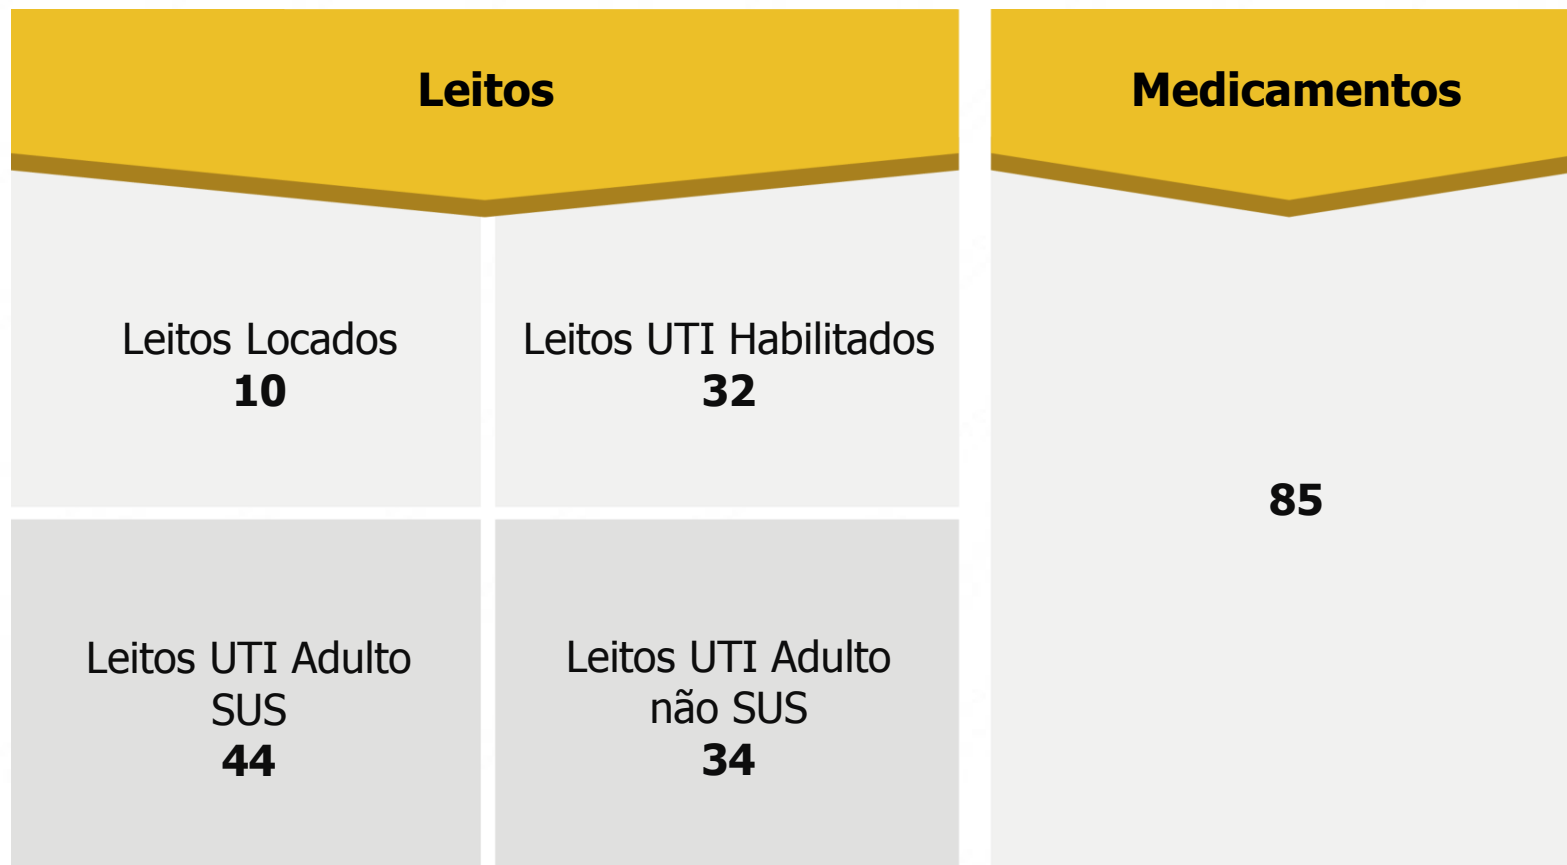 Leitos
Leitos Locados
10
Leitos UTI Habilitados
32
Leitos UTI Adulto
SUS
44
Leitos UTI Adulto
não SUS
34
Medicamentos
85